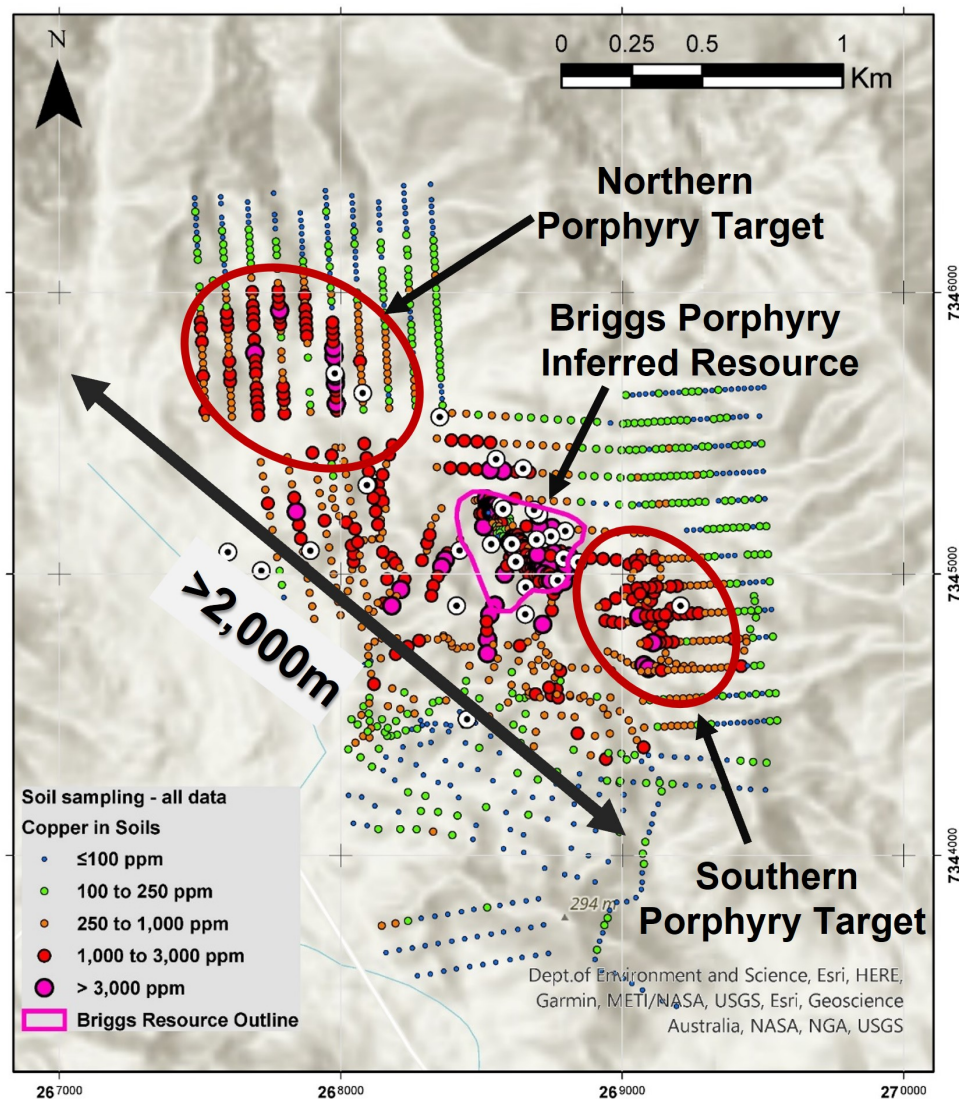 N
0 0.25 0.5 1
Km
Northern
Porphyry Target
Briggs Porphyry
Inferred Resource
>2,000m
Southern
Porphyry Target
294 m
Soil sampling - all data
Copper in Soils
≤100 ppm
100 to 250 ppm
250 to 1,000 ppm
1,000 to 3,000 ppm
> 3,000 ppm
Briggs Resource Outline
Dept.of Environment and Science, Esri, HERE,
Garmin, METI/NASA, USGS, Esri, Geoscience
Australia, NASA, NGA, USGS
7346000
7345000
7344000
267000 268000 269000 270000